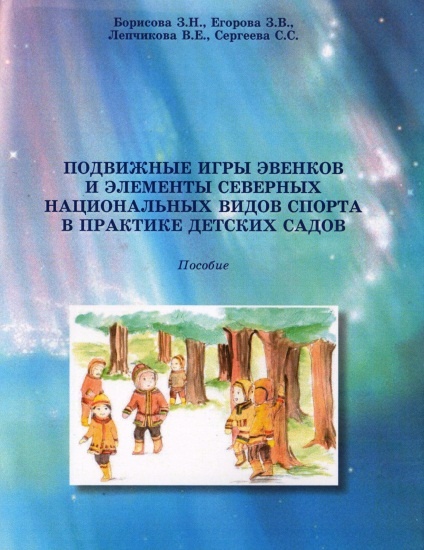 Борисова З.Н., Егорова З.В.,
Лепчикова В.Е., Сергеева С.С.
ПОДВИЖНЫЕ ИГРЫ ЭВЕНКОВ
И ЭЛЕМЕНТЫ СЕВЕРНЫХ
НАЦИОНАЛЬНЫХ ВИДОВ СПОРТА
В ПРАКТИКЕ ДЕТСКИХ САДОВ
Пособие